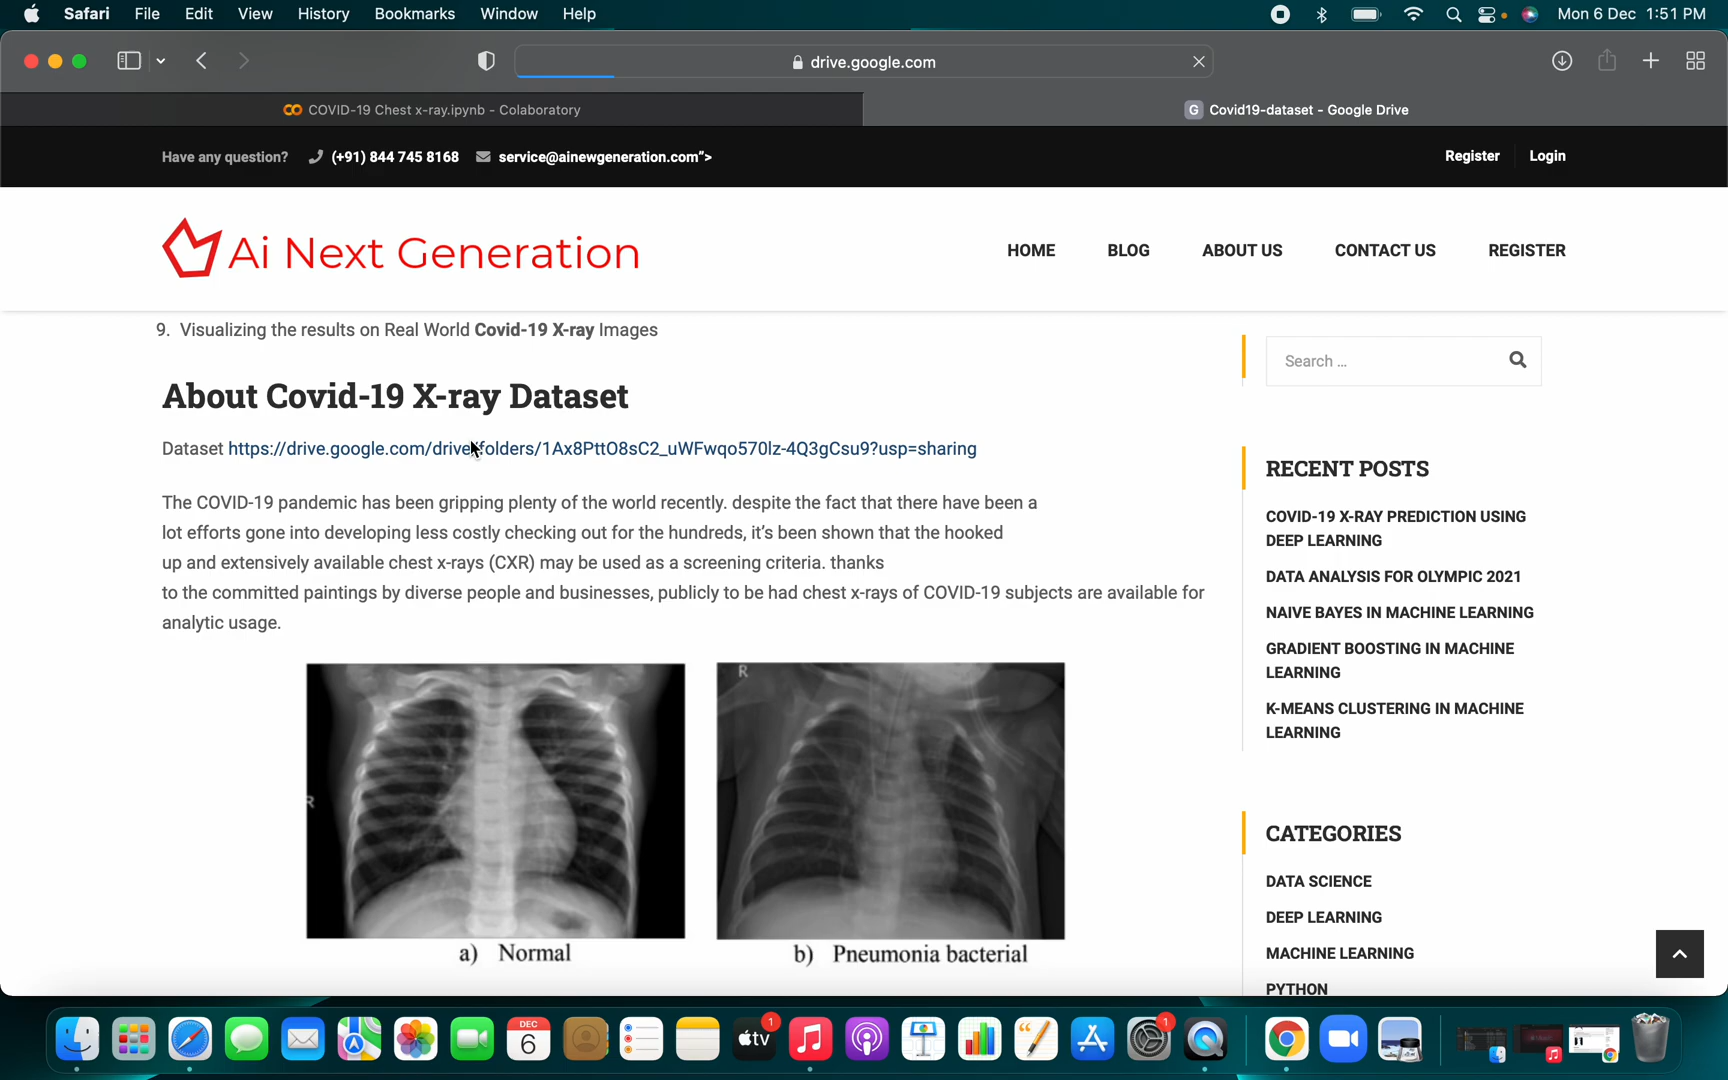 Safari File Edit View History Bookmarks Window Help Mon 6 Dec 1:51 PM
drive.google.com
COVID-19 Chest x-ray.ipynb - Colaboratory
G Covid19-dataset - Google Drive
Have any question? (+91) 844 745 8168 service@ainewgeneration.com”>
Register Login
Ai Next Generation
HOME BLOG ABOUT US CONTACT US REGISTER
9. Visualizing the results on Real World Covid-19 X-ray Images
About Covid-19 X-ray Dataset
Dataset https://drive.google.com/drive/folders/1Ax8PttO8sC2_uWFwqo570lz-4Q3gCsu9?usp=sharing
The COVID-19 pandemic has been gripping plenty of the world recently. despite the fact that there have been a
lot efforts gone into developing less costly checking out for the hundreds, it’s been shown that the hooked
up and extensively available chest x-rays (CXR) may be used as a screening criteria. thanks
to the committed paintings by diverse people and businesses, publicly to be had chest x-rays of COVID-19 subjects are available for
analytic usage.
R
R
a) Normal
b) Pneumonia bacterial
Search ...
RECENT POSTS
COVID-19 X-RAY PREDICTION USING
DEEP LEARNING
DATA ANALYSIS FOR OLYMPIC 2021
NAIVE BAYES IN MACHINE LEARNING
GRADIENT BOOSTING IN MACHINE
LEARNING
K-MEANS CLUSTERING IN MACHINE
LEARNING
CATEGORIES
DATA SCIENCE
DEEP LEARNING
MACHINE LEARNING
PYTHON
DEC
6
tv
1
1